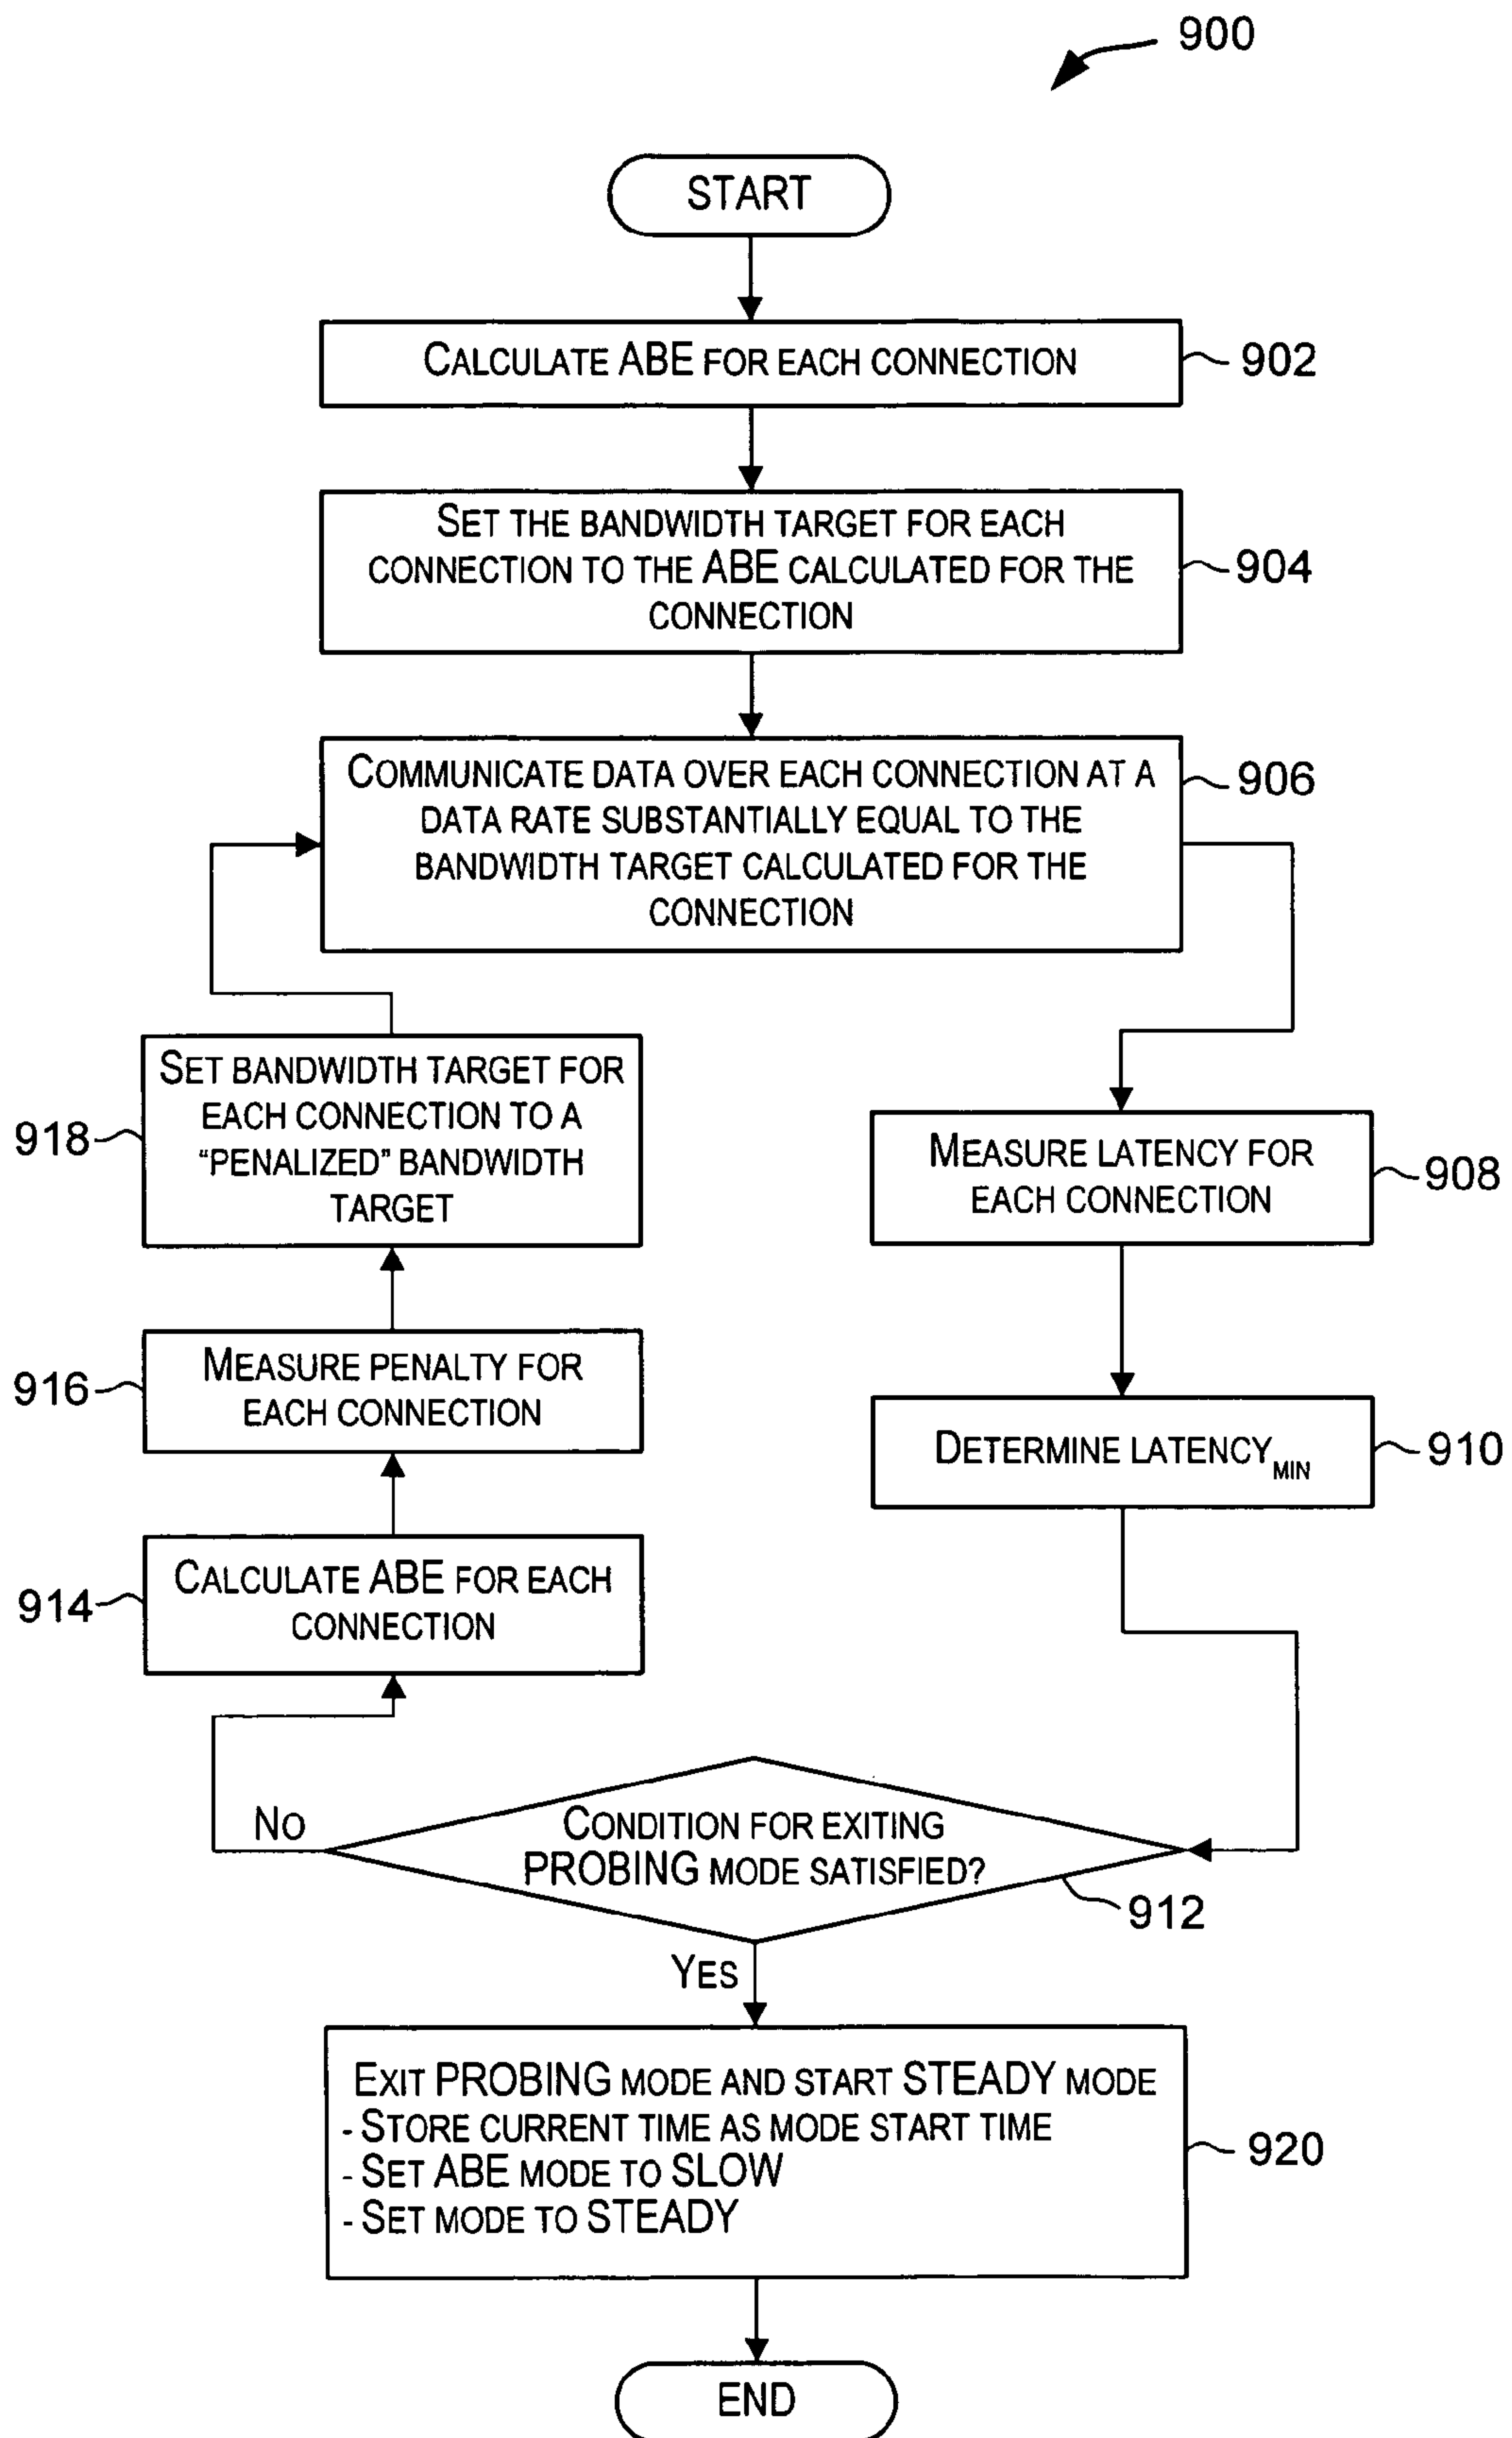 900
START
CALCULATE ABE FOR EACH CONNECTION
902
SET THE BANDWIDTH TARGET FOR EACH
CONNECTION TO THE ABE CALCULATED FOR THE
CONNECTION
904
COMMUNICATE DATA OVER EACH CONNECTION AT A
DATA RATE SUBSTANTIALLY EQUAL TO THE
BANDWIDTH TARGET CALCULATED FOR THE
CONNECTION
906
MEASURE LATENCY FOR
EACH CONNECTION
908
DETERMINE LATENCY MIN
910
CONDITION FOR EXITING
PROBING MODE SATISFIED?
912
NO
CALCULATE ABE FOR EACH
CONNECTION
914
MEASURE PENALTY FOR
EACH CONNECTION
916
SET BANDWIDTH TARGET FOR
EACH CONNECTION TO A
“PENALIZED” BANDWIDTH
TARGET
918
YES
EXIT PROBING MODE AND START STEADY MODE
- STORE CURRENT TIME AS MODE START TIME
- SET ABE MODE TO SLOW
- SET MODE TO STEADY
920
END